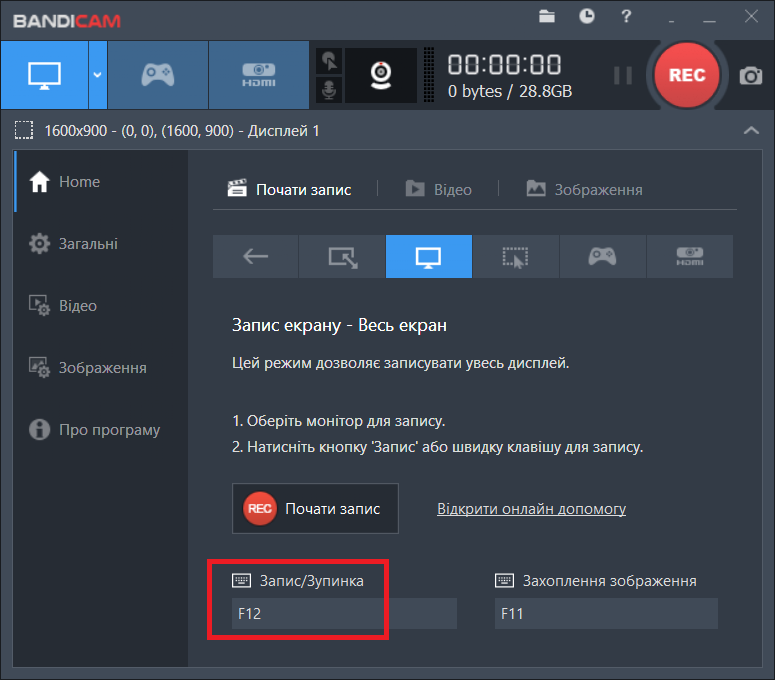 BANDICAM
?
HDMI
00:00:00
0 bytes / 28.8GB
REC
1600x900 - (0, 0), (1600, 900) - Дисплей 1
Home
Загальні
Відео
Зображення
Про програму
Почати запис
Відео
Зображення
HDMI
Запис екрану - Весь екран
Цей режим дозволяє записувати увесь дисплей.
1. Оберіть монітор для запису.
2. Натисніть кнопку 'Запис' або швидку клавішу для запису.
REC Почати запис
Відкрити онлайн допомогу
Запис/Зупинка
Захоплення зображення
F12
F11